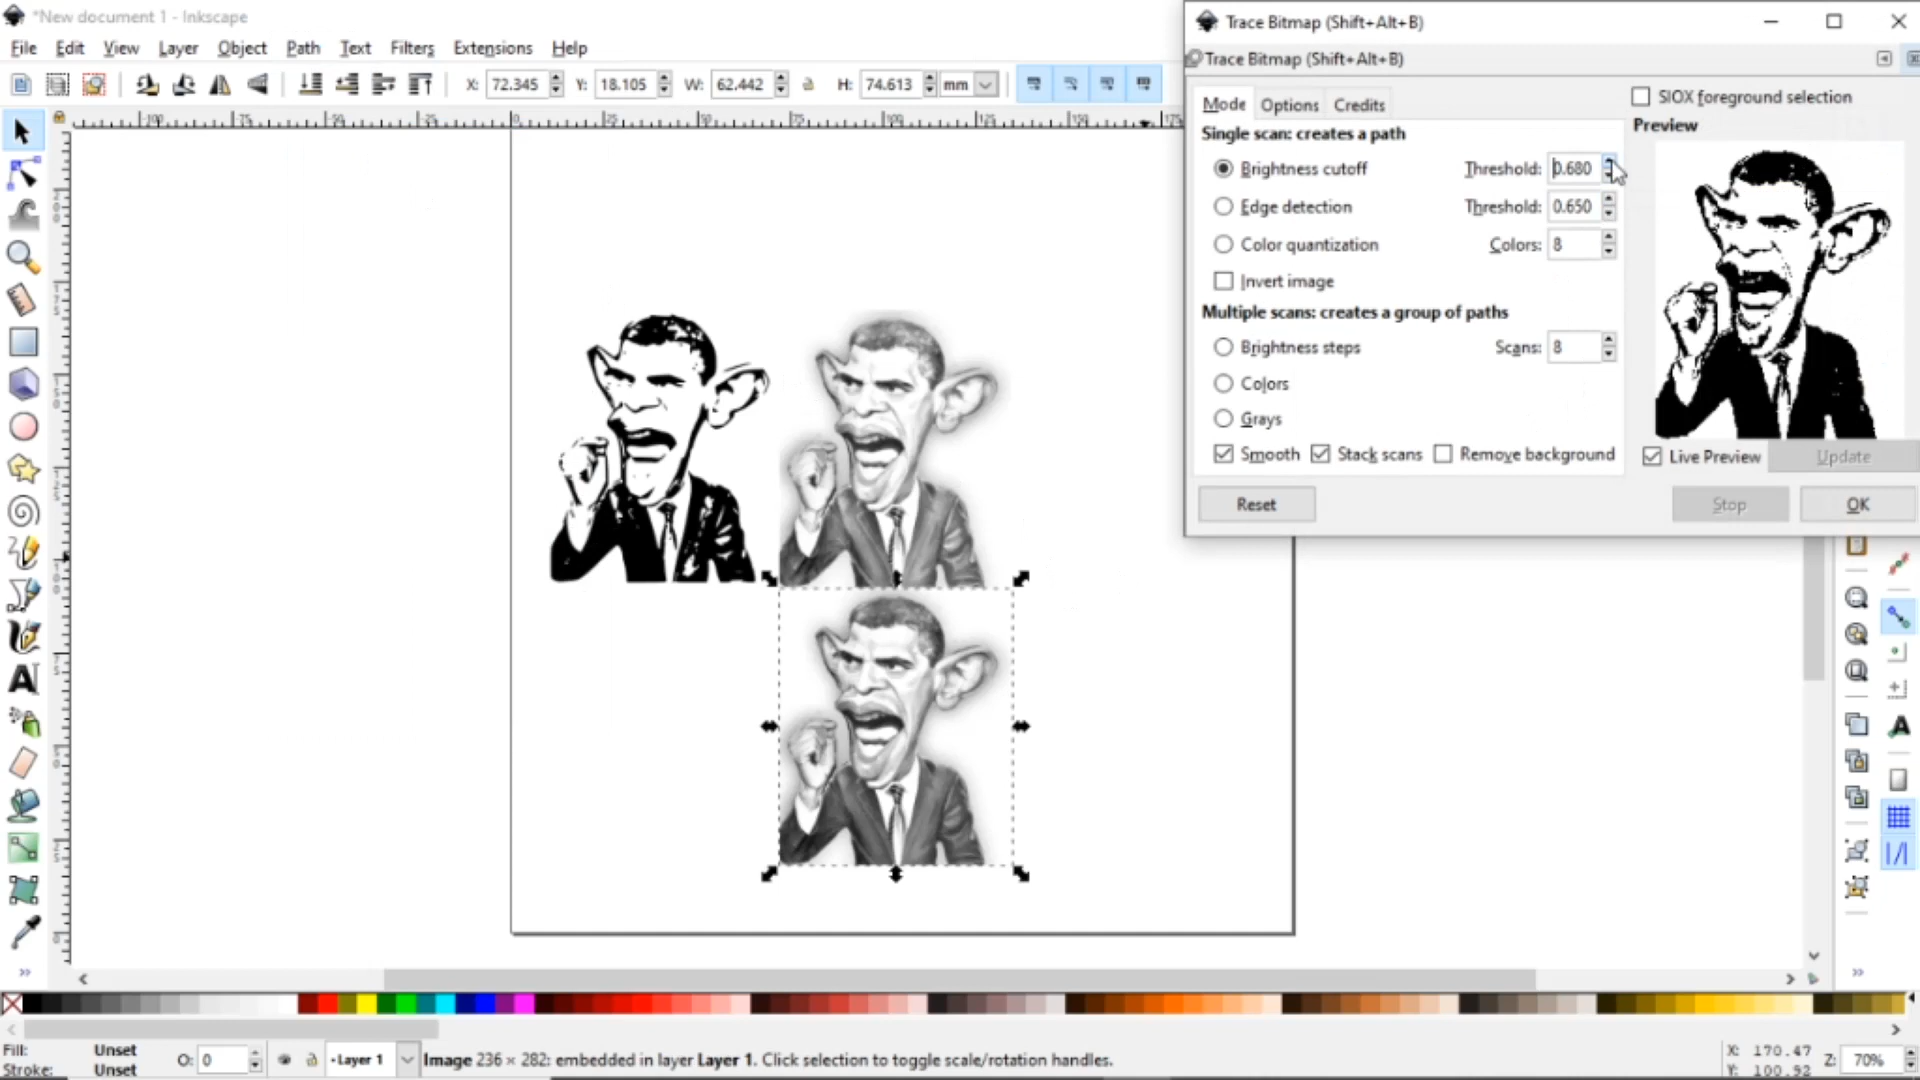 *New document 1 - Inkscape
File Edit View Layer Object Path Text Filters Extensions Help
X: 72.345 Y: 18.105 W: 62.442 H: 74.613 mm
Trace Bitmap (Shift+Alt+B)
Trace Bitmap (Shift+Alt+B)
Mode Options Credits
SIOX foreground selection
Single scan: creates a path
Preview
Brightness cutoff Threshold: 0.680
Edge detection Threshold: 0.650
Color quantization Colors: 8
Invert image
Multiple scans: creates a group of paths
Brightness steps Scans: 8
Colors
Grays
Smooth Stack scans Remove background
Live Preview Update
Reset Stop OK
Fill: Unset
Stroke: Unset
O: 0
Layer 1
Image 236 × 282: embedded in layer Layer 1. Click selection to toggle scale/rotation handles.
X: 170.47
Y: 100.52
Z: 70%